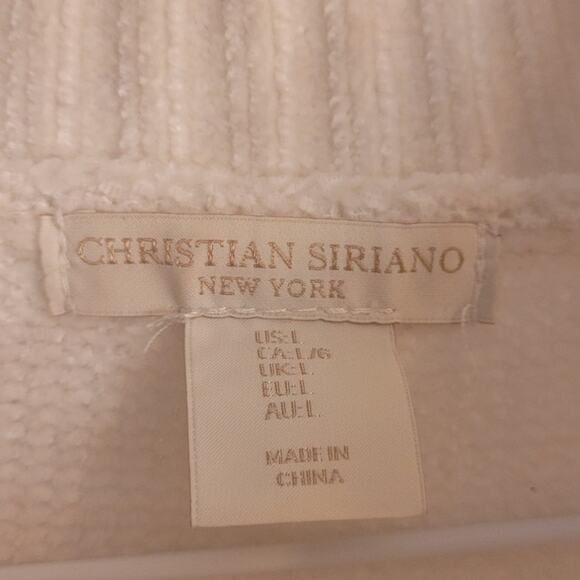 CHRISTIAN SIRIANO
NEW YORK
US:L
CA:L/G
UK:L
EU:L
AU:L
MADE IN
CHINA